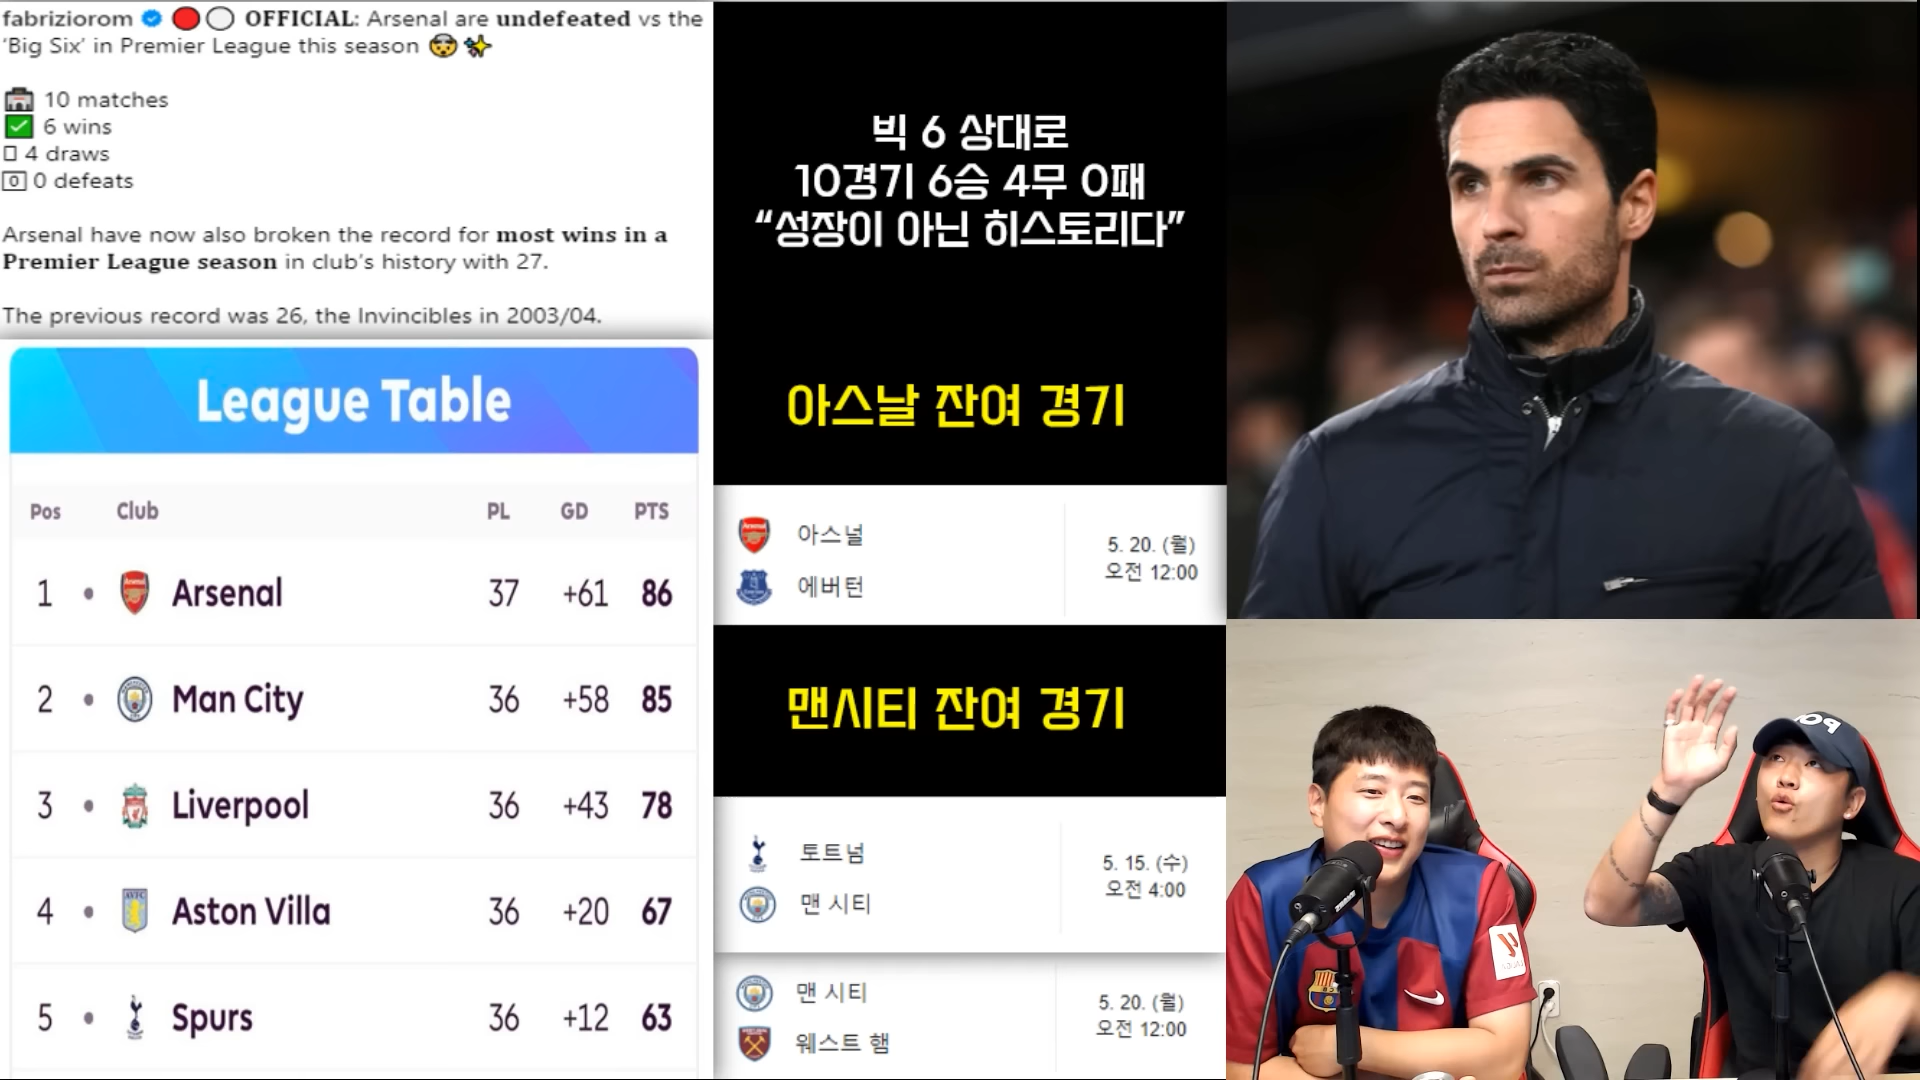 fabriziorom OFFICIAL: Arsenal are undefeated vs the
'Big Six' in Premier League this season
10 matches
6 wins
4 draws
0 defeats
Arsenal have now also broken the record for most wins in a
Premier League season in club's history with 27.
The previous record was 26, the Invincibles in 2003/04.
League Table
Pos Club PL GD PTS
1 Arsenal 37 +61 86
2 Man City 36 +58 85
3 Liverpool 36 +43 78
4 Aston Villa 36 +20 67
5 Spurs 36 +12 63
빅 6 상대로
10경기 6승 4무 0패
“성장이 아닌 히스토리다”
아스날 잔여 경기
아스널
에버턴
5. 20. (월)
오전 12:00
맨시티 잔여 경기
토트넘
맨 시티
5. 15. (수)
오전 4:00
맨 시티
웨스트 햄
5. 20. (월)
오전 12:00